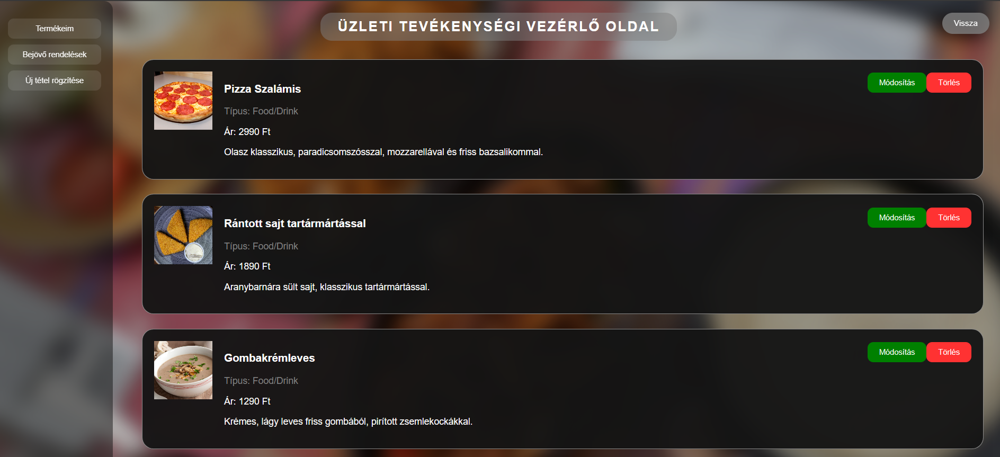 Termékeim
Bejövő rendelések
Új tétel rögzítése
ÜZLETI TEVÉKENYSÉGI VEZÉRLŐ OLDAL
Vissza
Pizza Szalámis
Típus: Food/Drink
Ár: 2990 Ft
Olasz klasszikus, paradicsomszósszal, mozzarellával és friss bazsalikommal.
Módosítás
Törlés
Rántott sajt tartármártással
Típus: Food/Drink
Ár: 1890 Ft
Aranybarnára sült sajt, klasszikus tartármártással.
Módosítás
Törlés
Gombakrémleves
Típus: Food/Drink
Ár: 1290 Ft
Krémes, lágy leves friss gombából, pirított zsemlekockákkal.
Módosítás
Törlés